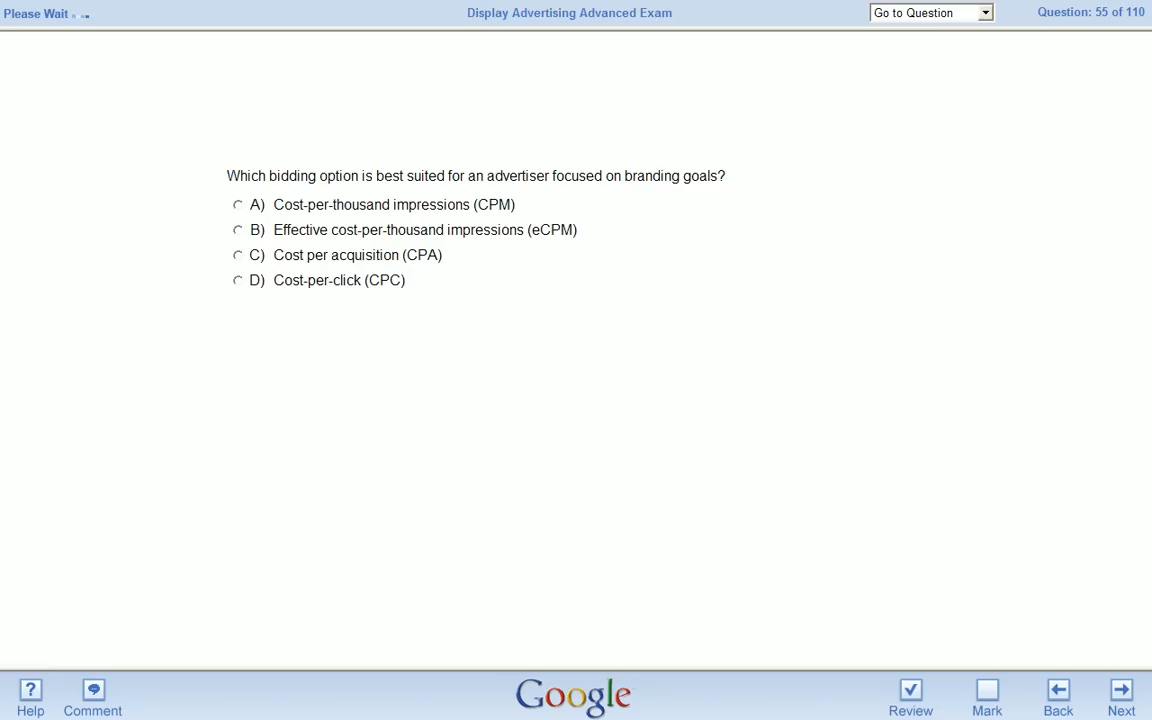 Please Wait
Display Advertising Advanced Exam
Go to Question
Question: 55 of 110
Which bidding option is best suited for an advertiser focused on branding goals?
A) Cost-per-thousand impressions (CPM)
B) Effective cost-per-thousand impressions (eCPM)
C) Cost per acquisition (CPA)
D) Cost-per-click (CPC)
Help
Comment
Google
Review
Mark
Back
Next